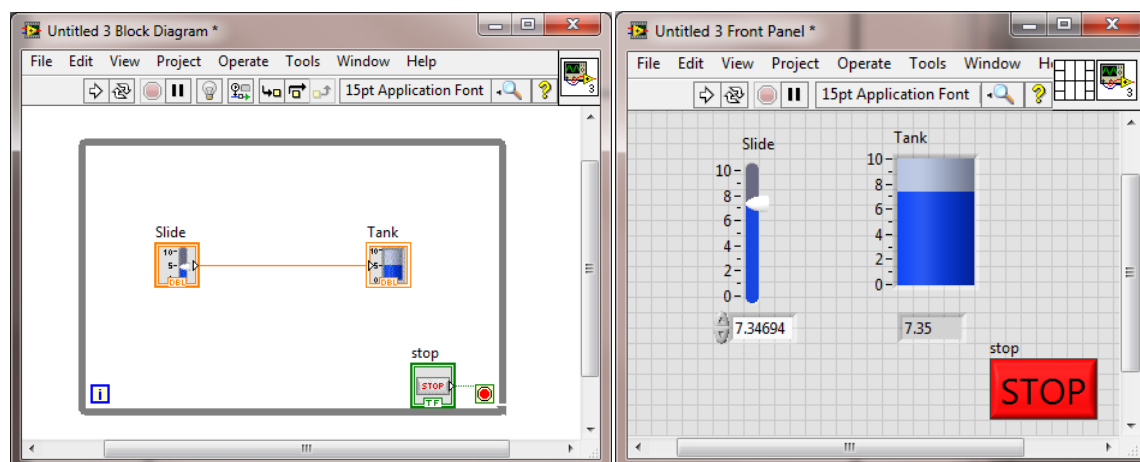 Untitled 3 Block Diagram *
File Edit View Project Operate Tools Window Help
15pt Application Font
?
3
Slide
10-
5-
DBL
Tank
10-
5-
0
DBL
stop
STOP
TF
i
Untitled 3 Front Panel *
File Edit View Project Operate Tools Window H
15pt Application Font
?
3
Slide
10-
8-
6-
4-
2-
0-
7.34694
Tank
10-
8-
6-
4-
2-
0-
7.35
stop
STOP